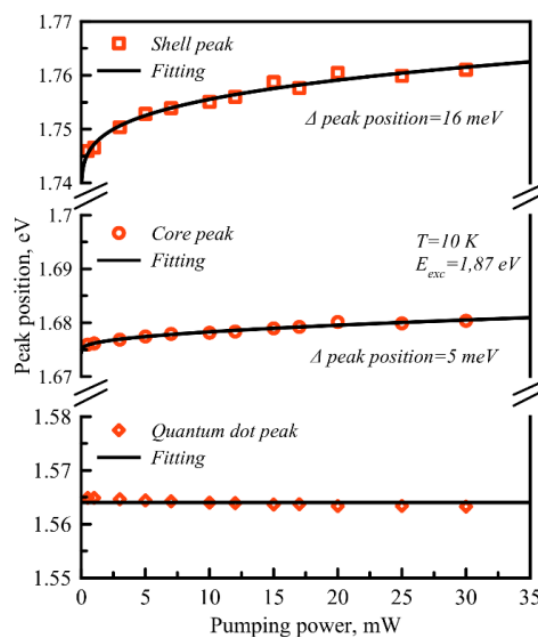 1.77
Shell peak
Fitting
1.76
Δ peak position=16 meV
1.75
1.74
1.7
Core peak
T=10 K
Fitting
E_exc=1,87 eV
1.69
1.68
Δ peak position=5 meV
1.67
1.58
Quantum dot peak
Fitting
1.57
1.56
1.55
0 5 10 15 20 25 30 35
Pumping power, mW
Peak position, eV